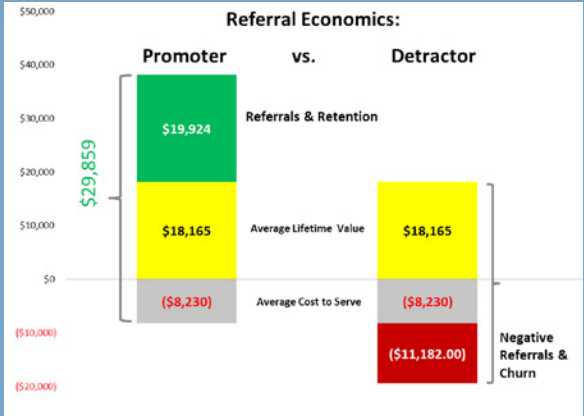 Referral Economics:
Promoter vs. Detractor
$50,000
$40,000
$30,000
$20,000
$10,000
$0
($10,000)
($20,000)
$29,859
$19,924
Referrals & Retention
$18,165
Average Lifetime Value
$18,165
($8,230)
Average Cost to Serve
($8,230)
($11,182.00)
Negative
Referrals &
Churn